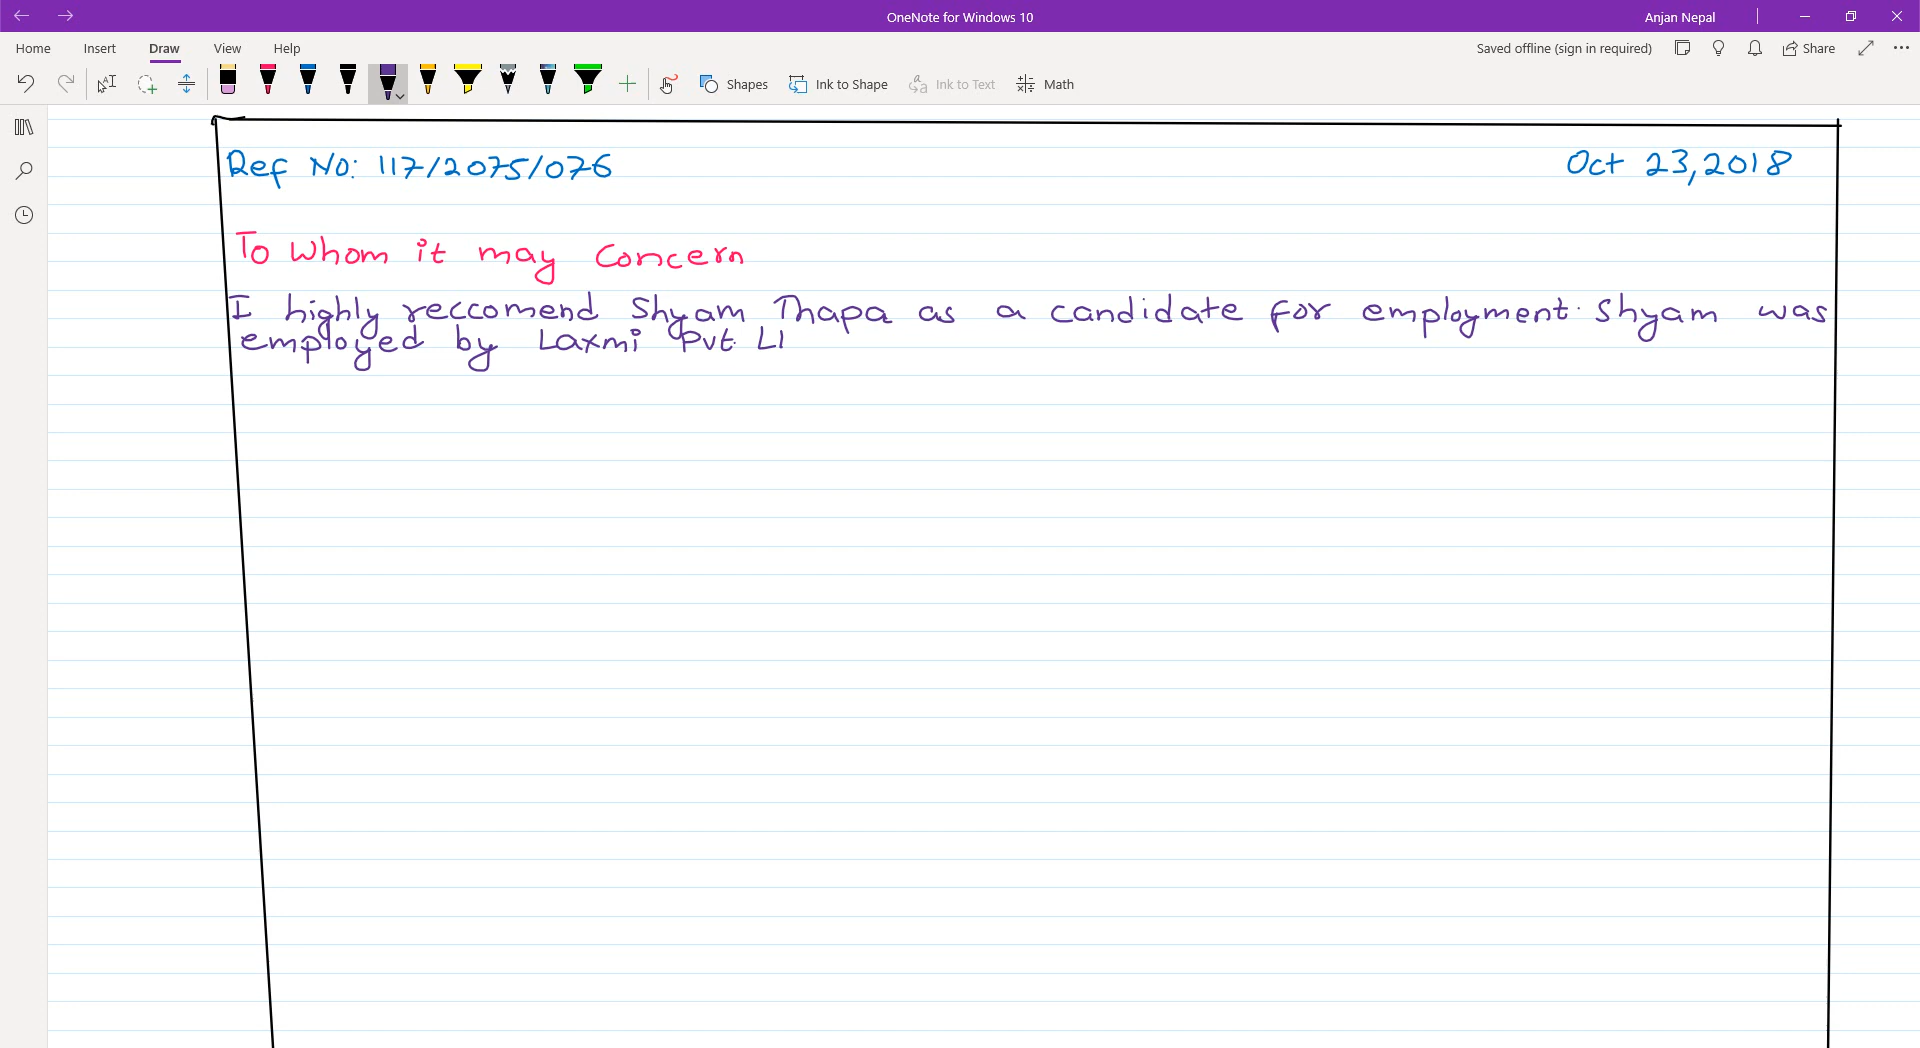 OneNote for Windows 10
Anjan Nepal
Home Insert Draw View Help
Saved offline (sign in required)
Share
Shapes
Ink to Shape
Ink to Text
Math
Ref No: 117/2075/076
Oct 23, 2018
To Whom it may Concern
I highly reccomend Shyam Thapa as a candidate for employment. Shyam was
employed by Laxmi Pvt. Ll